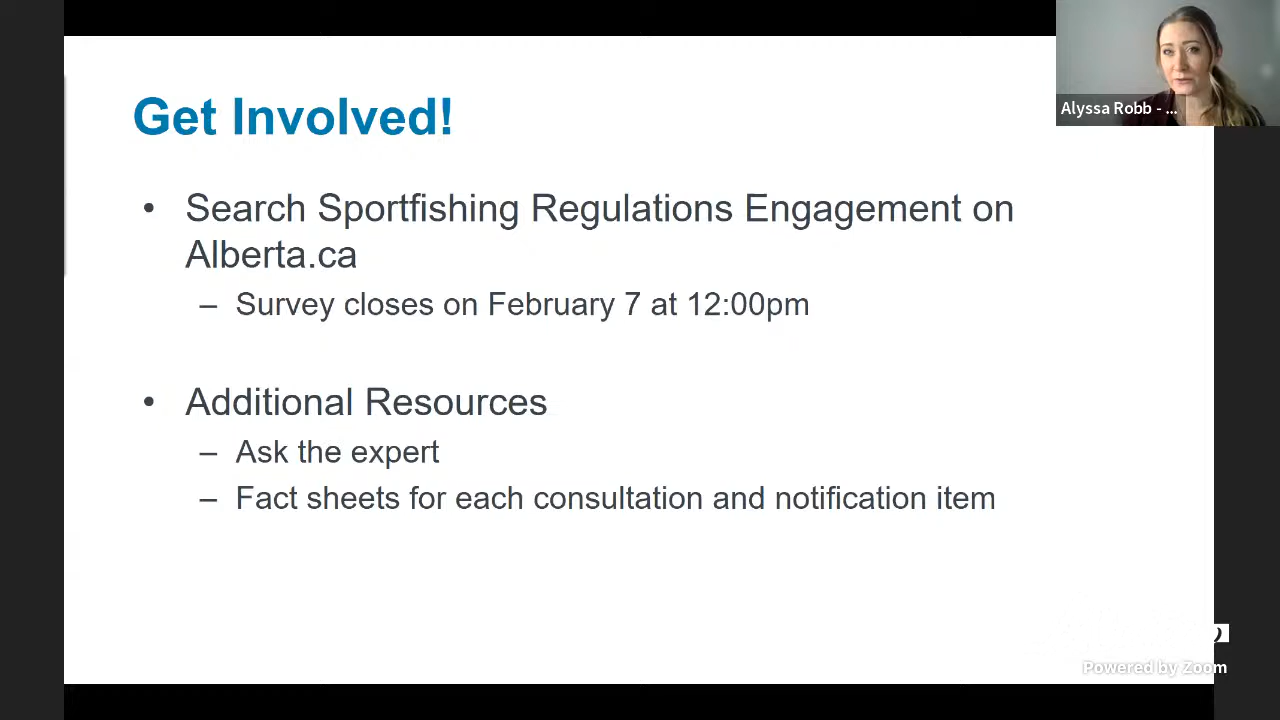 Get Involved!
Alyssa Robb - ...
• Search Sportfishing Regulations Engagement on
Alberta.ca
– Survey closes on February 7 at 12:00pm
• Additional Resources
– Ask the expert
– Fact sheets for each consultation and notification item
Powered by Zoom